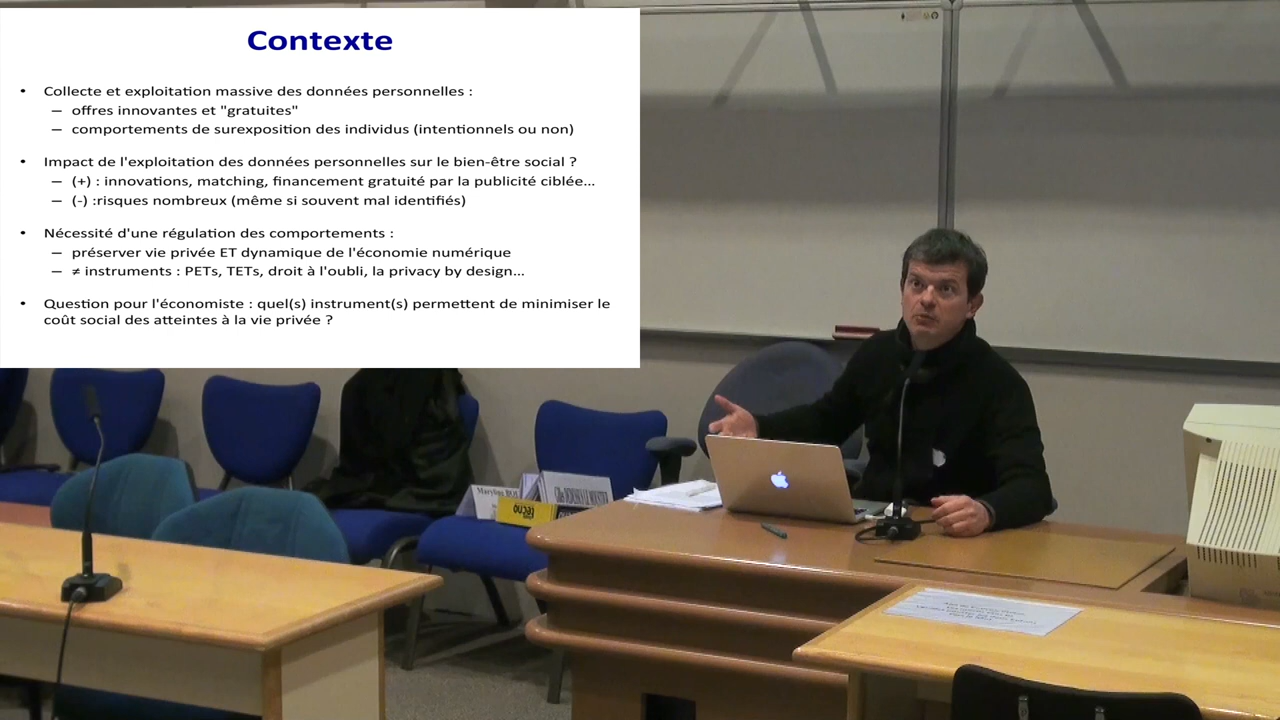 Contexte
• Collecte et exploitation massive des données personnelles :
– offres innovantes et "gratuites"
– comportements de surexposition des individus (intentionnels ou non)
• Impact de l'exploitation des données personnelles sur le bien-être social ?
– (+) : innovations, matching, financement gratuité par la publicité ciblée...
– (-) :risques nombreux (même si souvent mal identifiés)
• Nécessité d'une régulation des comportements :
– préserver vie privée ET dynamique de l'économie numérique
– ≠ instruments : PETs, TETs, droit à l'oubli, la privacy by design...
• Question pour l'économiste : quel(s) instrument(s) permettent de minimiser le
coût social des atteintes à la vie privée ?